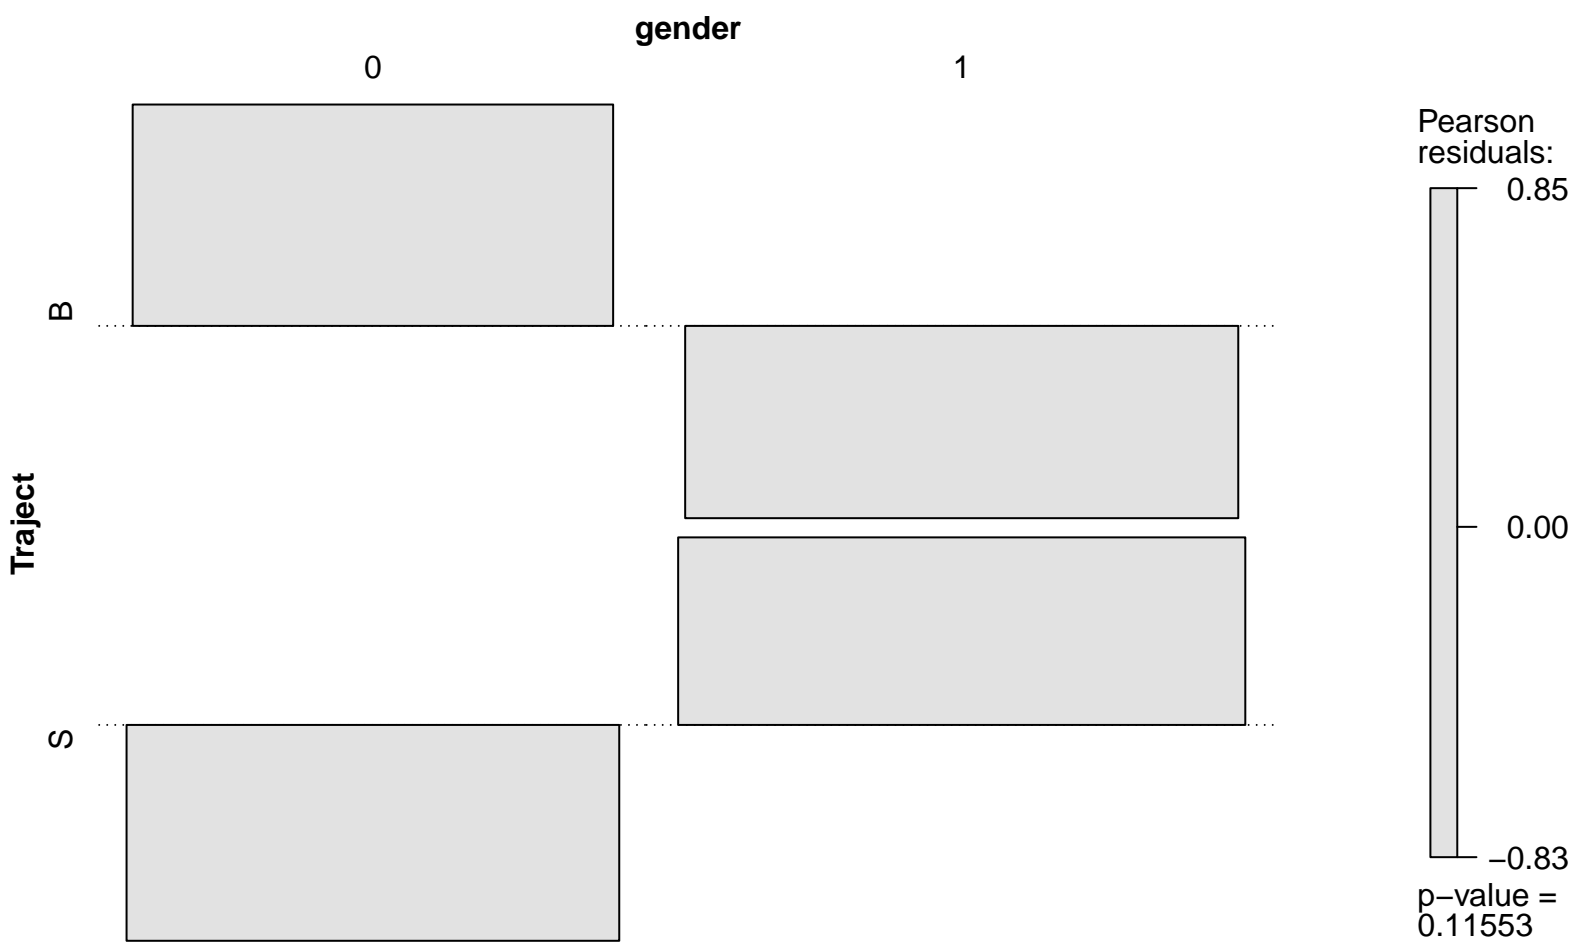 gender
0
1
B
Traject
S
Pearson
residuals:
0.85
0.00
−0.83
p−value =
0.11553